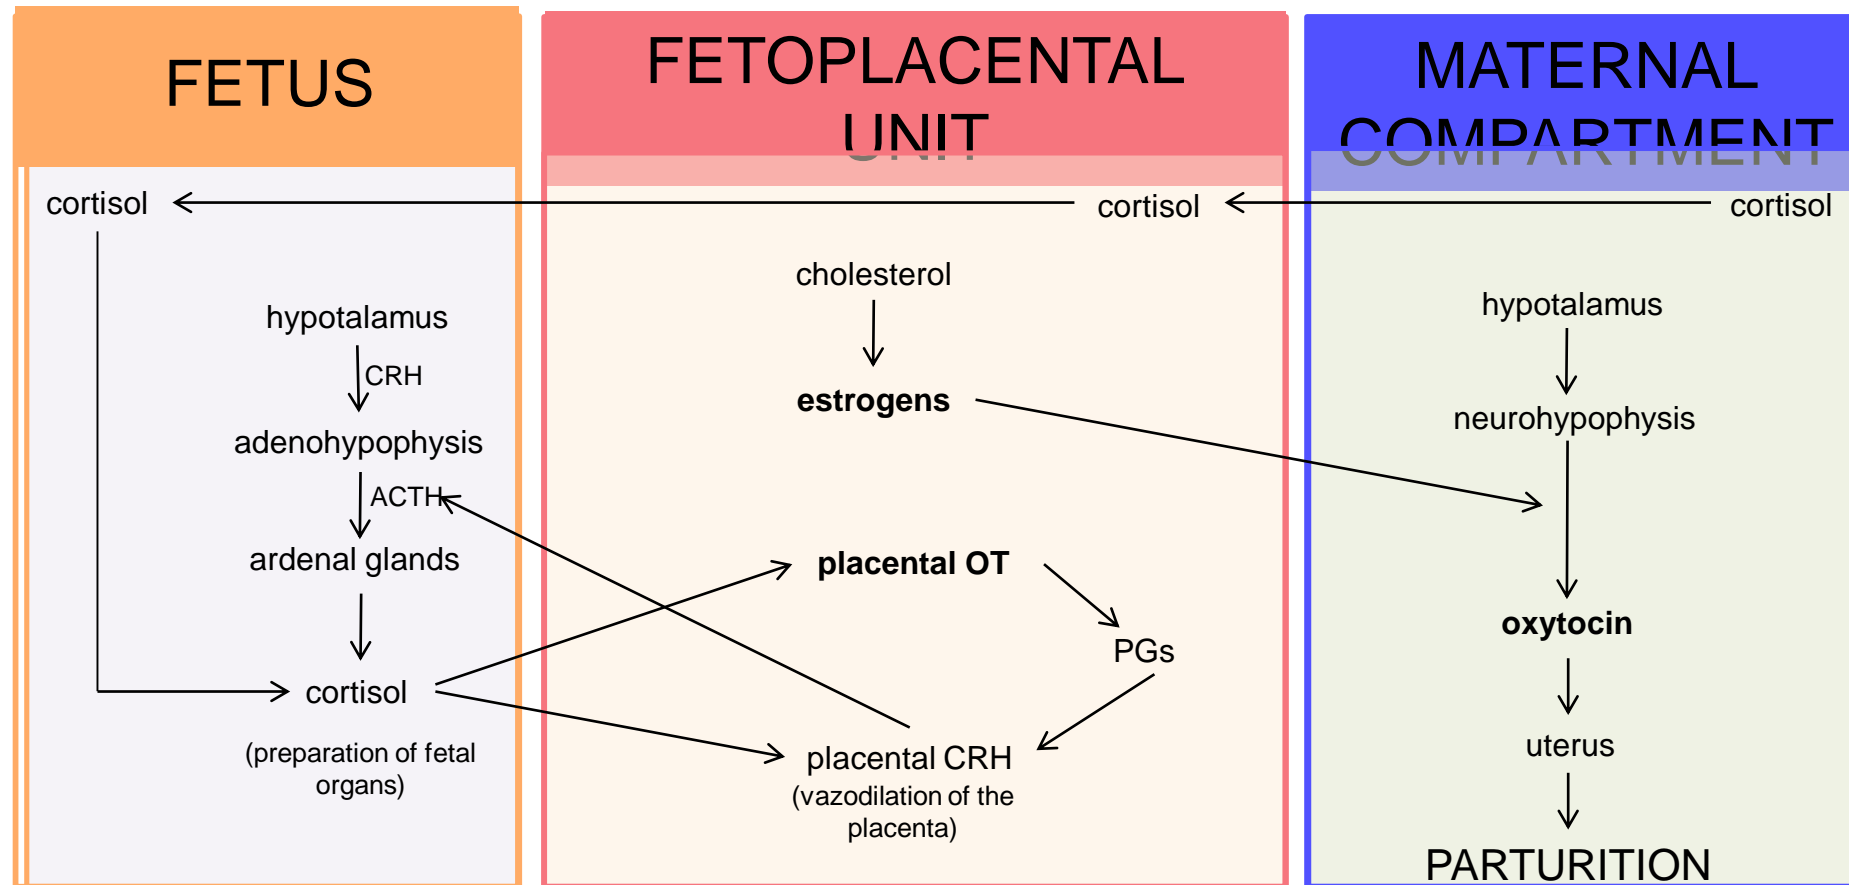 FETUS
cortisol
hypotalamus
CRH
adenohypophysis
ACTH
ardenal glands
cortisol
(preparation of fetal
organs)
FETOPLACENTAL
UNIT
cortisol
cholesterol
estrogens
placental OT
PGs
placental CRH
(vazodilation of the
placenta)
MATERNAL
COMPARTMENT
cortisol
hypotalamus
neurohypophysis
oxytocin
uterus
PARTURITION